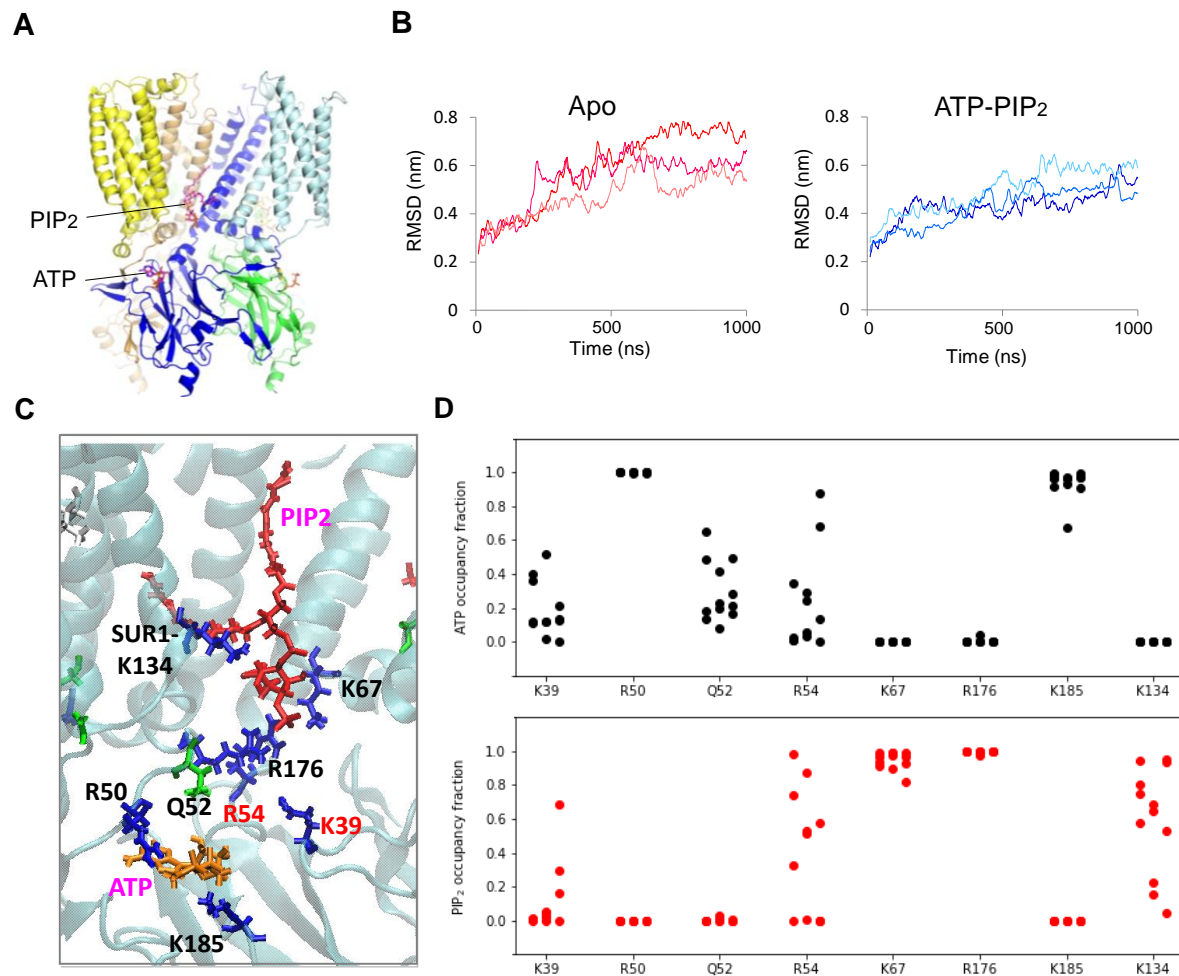 A
PIP2
ATP
B
Apo
0.8
0.6
0.4
0.2
0
RMSD (nm)
0
500
1000
Time (ns)
ATP-PIP2
0.8
0.6
0.4
0.2
0
RMSD (nm)
0
500
1000
Time (ns)
C
PIP2
SUR1-
K134
K67
R176
R50
Q52
R54
K39
ATP
K185
D
1.0
0.8
0.6
0.4
0.2
0.0
ATP occupancy fraction
K39 R50 Q52 R54 K67 R176 K185 K134
1.0
0.8
0.6
0.4
0.2
0.0
PIP2 occupancy fraction
K39 R50 Q52 R54 K67 R176 K185 K134